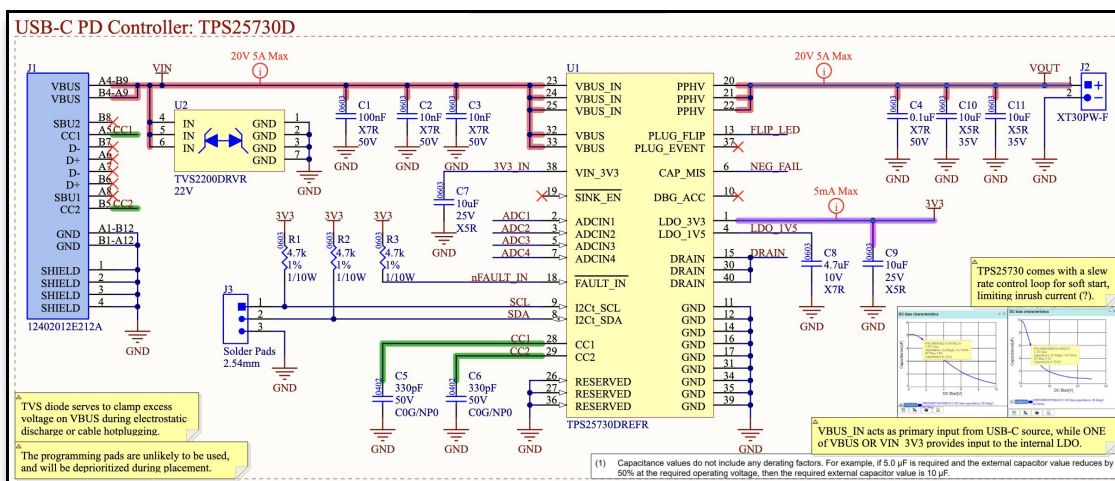 USB-C PD Controller: TPS25730D
J1
VBUS
VBUS
SBU2
CC1
D-
D+
D-
D+
SBU1
CC2
GND
GND
SHIELD
SHIELD
SHIELD
SHIELD
12402012E212A
A4-B9
B4-A9
B8
A5 CC1
B7
A6
A7
B6
A8
B5 CC2
A1-B12
B1-A12
1
2
3
4
GND
VIN
20V 5A Max
U2
4 IN GND 1
5 IN GND 2
6 IN GND 3
GND 7
TVS2200DRVR
22V
GND
0603 C1
100nF
X7R
50V
GND
0603 C2
10nF
X7R
50V
GND
0603 C3
10nF
X7R
50V
GND
3V3_IN
0603 C7
10uF
25V
X5R
GND
3V3
0603 R1
4.7k
1%
1/10W
3V3
0603 R2
4.7k
1%
1/10W
3V3
0603 R3
4.7k
1%
1/10W
ADC1
ADC2
ADC3
ADC4
nFAULT_IN
J3
1
2
3
Solder Pads
2.54mm
GND
SCL
SDA
CC1
CC2
0402 C5
330pF
50V
C0G/NP0
GND
0402 C6
330pF
50V
C0G/NP0
GND
GND
U1
23 VBUS_IN
24 VBUS_IN
25 VBUS_IN
32 VBUS
33 VBUS
38 VIN_3V3
19 SINK_EN
2 ADCIN1
3 ADCIN2
5 ADCIN3
7 ADCIN4
18 FAULT_IN
9 I2Ct_SCL
8 I2Ct_SDA
28 CC1
29 CC2
26 RESERVED
27 RESERVED
36 RESERVED
TPS25730DREFR
PPHV 20
PPHV 21
PPHV 22
PLUG_FLIP 13 FLIP_LED
PLUG_EVENT 37
CAP_MIS 6 NEG_FAIL
DBG_ACC 10
LDO_3V3 1
LDO_1V5 4 LDO_1V5
DRAIN 15 DRAIN
DRAIN 30
DRAIN 40
GND 11
GND 12
GND 14
GND 16
GND 17
GND 31
GND 34
GND 35
GND 39
GND
20V 5A Max
VOUT
J2
1
2
XT30PW-F
0603 C4
0.1uF
X7R
50V
GND
C10
10uF
X5R
35V
GND
C11
10uF
X5R
35V
GND
GND
5mA Max
3V3
0603 C8
4.7uF
10V
X7R
GND
0603 C9
10uF
25V
X5R
GND
TPS25730 comes with a slew
rate control loop for soft start,
limiting inrush current (?).
DC bias characteristics
DC bias characteristics
Capacitance[uF]
DC Bias[V]
DC Bias[V]
TVS diode serves to clamp excess
voltage on VBUS during electrostatic
discharge or cable hotplugging.
The programming pads are unlikely to be used,
and will be deprioritized during placement.
VBUS_IN acts as primary input from USB-C source, while ONE
of VBUS OR VIN_3V3 provides input to the internal LDO.
(1) Capacitance values do not include any derating factors. For example, if 5.0 µF is required and the external capacitor value reduces by
50% at the required operating voltage, then the required external capacitor value is 10 µF.